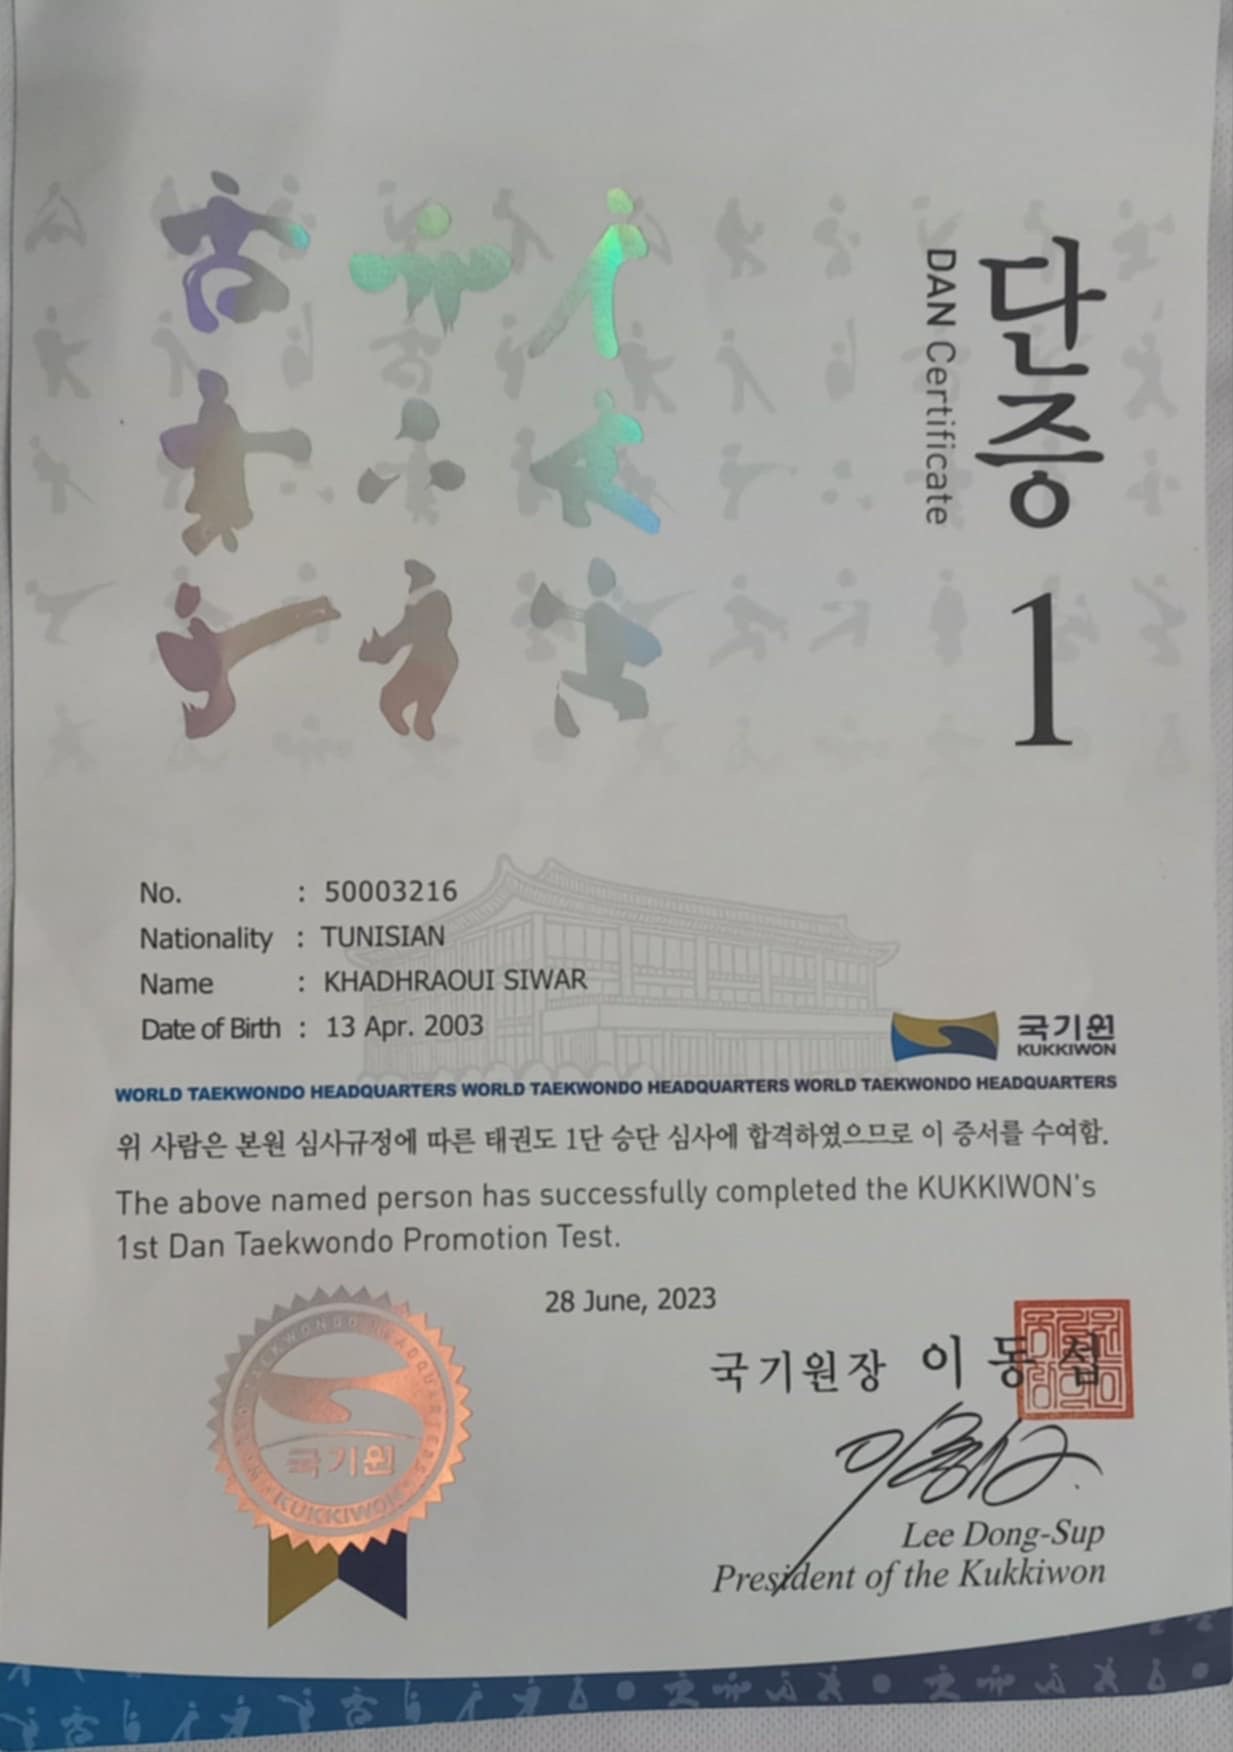 단증
DAN Certificate
1
No. : 50003216
Nationality : TUNISIAN
Name : KHADHRAOUI SIWAR
Date of Birth : 13 Apr. 2003
국기원
KUKKIWON
WORLD TAEKWONDO HEADQUARTERS WORLD TAEKWONDO HEADQUARTERS WORLD TAEKWONDO HEADQUARTERS
위 사람은 본원 심사규정에 따른 태권도 1단 승단 심사에 합격하였으므로 이 증서를 수여함.
The above named person has successfully completed the KUKKIWON's
1st Dan Taekwondo Promotion Test.
28 June, 2023
국기원장 이동섭
Lee Dong-Sup
President of the Kukkiwon
WORLD TAEKWONDO HEADQUARTERS
국기원
KUKKIWON